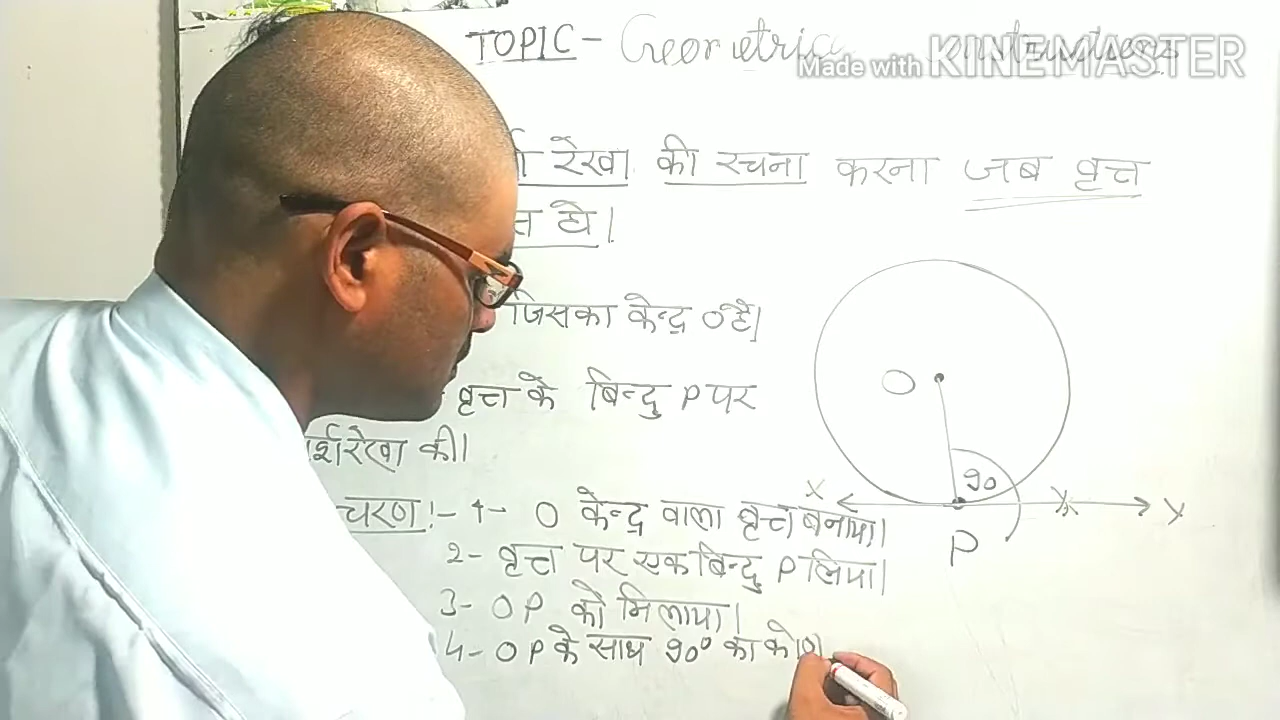 TOPIC - Geometrica
Made with KINEMASTER
रेखा की रचना करना जब वृत्त
हो।
जिसका केन्द्र O है।
वृत्त के बिन्दु P पर
र्शरेखा की।
चरण:- 1- O केन्द्र वाला वृत्त बनाया।
2- वृत्त पर एक बिन्दु P लिया।
3- OP को मिलाया।
4- OP के साथ 90° का कोण
O
90
X
Y
P